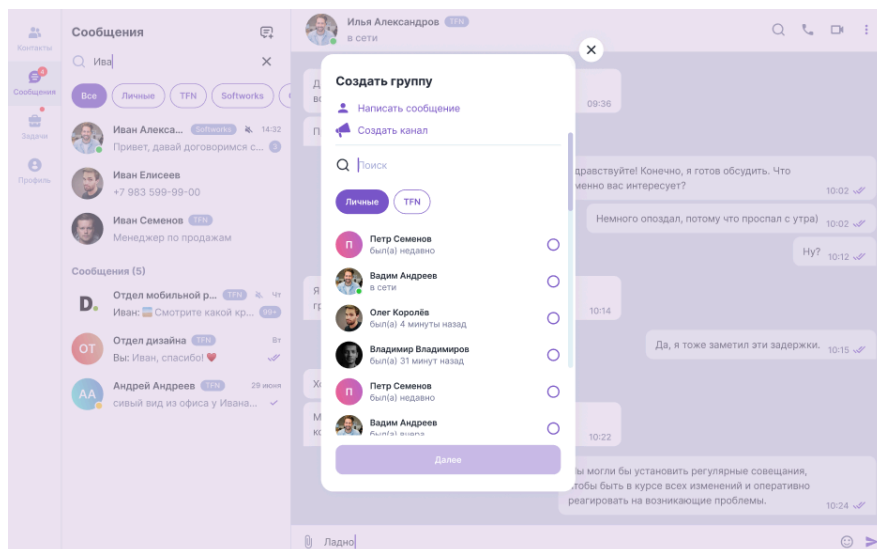 Контакты
4
Сообщения
Задачи
Профиль
Сообщения
Ива
Все
Личные
TFN
Softworks
Иван Алекса... Softworks 14:32
Привет, давай договоримся с... 3
Иван Елисеев
+7 983 599-99-00
Иван Семенов TFN
Менеджер по продажам
Сообщения (5)
D.
Отдел мобильной р... TFN Чт
Иван: Смотрите какой кр... 99+
ОТ
Отдел дизайна TFN Вт
Вы: Иван, спасибо! ❤
АА
Андрей Андреев TFN 29 июня
сивый вид из офиса у Ивана...
Илья Александров TFN
в сети
09:36
дравствуйте! Конечно, я готов обсудить. Что
менно вас интересует?
10:02
Немного опоздал, потому что проспал с утра) 10:02
Ну? 10:12
10:14
Да, я тоже заметил эти задержки. 10:15
10:22
ы могли бы установить регулярные совещания,
тобы быть в курсе всех изменений и оперативно
реагировать на возникающие проблемы.
10:24
Ладно
Создать группу
Написать сообщение
Создать канал
Поиск
Личные
TFN
П
Петр Семенов
был(а) недавно
Вадим Андреев
в сети
Олег Королёв
был(а) 4 минуты назад
Владимир Владимиров
был(а) 31 минут назад
П
Петр Семенов
был(а) недавно
Вадим Андреев
был(а) вчера
Далее